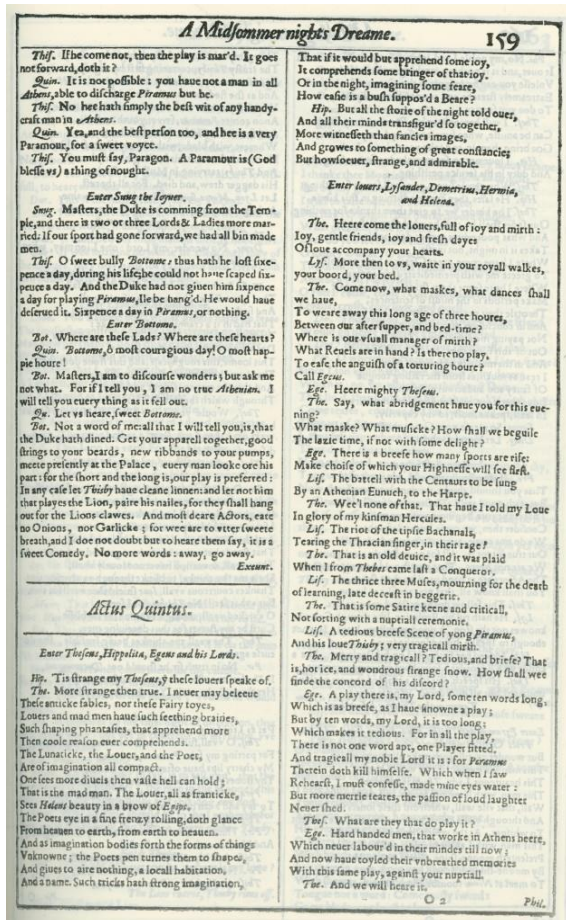 A Midsommer nights Dreame.
159
Thisf. If he come not, then the play is mar'd. It goes
not forward, doth it?
Quin. It is not possible: you haue not a man in all
Athens, able to discharge Piramus but he.
Thisf. No hee hath simply the best wit of any handy-
craft man in Athens.
Quin. Yea, and the best person too, and hee is a very
Paramour, for a sweet voyce.
Thisf. You must say, Paragon. A Paramour is (God
blesse vs) a thing of nought.
Enter Snug the Ioyner.
Snug. Masters, the Duke is comming from the Tem-
ple, and there is two or three Lords & Ladies more mar-
ried: If our sport had gone forward, we had all bin made
men.
Thisf. O sweet bully Bottome: thus hath he lost six-
pence a day, during his life; he could not haue scaped six-
pence a day. And the Duke had not giuen him sixpence
a day for playing Piramus, Ile be hang'd. He would haue
deserued it. Sixpence a day in Piramus, or nothing.
Enter Bottome.
Bot. Where are these Lads? Where are these hearts?
Quin. Bottome, ô most couragious day! O most hap-
pie houre!
Bot. Masters, I am to discourse wonders; but ask me
not what. For if I tell you, I am no true Athenian. I
will tell you euery thing as it fell out.
Qu. Let vs heare, sweet Bottome.
Bot. Not a word of me: all that I will tell you, is, that
the Duke hath dined. Get your apparell together, good
strings to your beards, new ribbands to your pumps,
meete presently at the Palace, euery man looke ore his
part: for the short and the long is, our play is preferred:
In any case let Thisby haue cleane linnen: and let not him
that playes the Lion, paire his nailes, for they shall hang
out for the Lions clawes. And most deare Actors, eate
no Onions, nor Garlicke; for wee are to vtter sweete
breath, and I doe not doubt but to heare them say, it is a
sweet Comedy. No more words: away, go away.
Exeunt.
Actus Quintus.
Enter Theseus, Hippolita, Egeus and his Lords.
Hip. Tis strange my Theseus, yͭ these louers speake of.
The. More strange then true. I neuer may beleeue
These anticke fables, nor these Fairy toyes,
Louers and mad men haue such seething braines,
Such shaping phantasies, that apprehend more
Then coole reason euer comprehends.
The Lunaticke, the Louer, and the Poet,
Are of imagination all compact.
One sees more diuels then vaste hell can hold;
That is the mad man. The Louer, all as franticke,
Sees Helens beauty in a brow of Egipt.
The Poets eye in a fine frenzy rolling, doth glance
From heauen to earth, from earth to heauen.
And as imagination bodies forth the forms of things
Vnknowne; the Poets pen turnes them to shapes,
And giues to aire nothing, a locall habitation,
And a name. Such tricks hath strong imagination,
That if it would but apprehend some ioy,
It comprehends some bringer of that ioy.
Or in the night, imagining some feare,
How easie is a bush suppos'd a Beare?
Hip. But all the storie of the night told ouer,
And all their minds transfigur'd so together,
More witnesseth than fancies images,
And growes to something of great constancie;
But howsoeuer, strange, and admirable.
Enter louers, Lysander, Demetrius, Hermia,
and Helena.
The. Heere come the louers, full of ioy and mirth:
Ioy, gentle friends, ioy and fresh dayes
Of loue accompany your hearts.
Lys. More then to vs, waite in your royall walkes,
your boord, your bed.
The. Come now, what maskes, what dances shall
we haue,
To weare away this long age of three houres,
Between our after supper, and bed-time?
Where is our vsuall manager of mirth?
What Reuels are in hand? Is there no play,
To ease the anguish of a torturing houre?
Call Egeus.
Ege. Heere mighty Theseus.
The. Say, what abridgement haue you for this eue-
ning?
What maske? What musicke? How shall we beguile
The lazie time, if not with some delight?
Ege. There is a breefe how many sports are rife:
Make choise of which your Highnesse will see first.
Lis. The battell with the Centaurs to be sung
By an Athenian Eunuch, to the Harpe.
The. Wee'l none of that. That haue I told my Loue
In glory of my kinsman Hercules.
Lis. The riot of the tipsie Bachanals,
Tearing the Thracian singer, in their rage?
The. That is an old deuice, and it was plaid
When I from Thebes came last a Conqueror.
Lis. The thrice three Muses, mourning for the death
of learning, late deceast in beggerie.
The. That is some Satire keene and criticall,
Not sorting with a nuptiall ceremonie.
Lis. A tedious breefe Scene of yong Piramus,
And his loue Thisby; very tragicall mirth.
The. Merry and tragicall? Tedious, and briefe? That
is, hot ice, and wondrous strange snow. How shall wee
finde the concord of this discord?
Ege. A play there is, my Lord, some ten words long,
Which is as breefe, as I haue knowne a play;
But by ten words, my Lord, it is too long;
Which makes it tedious. For in all the play,
There is not one word apt, one Player fitted.
And tragicall my noble Lord it is: for Piramus
Therein doth kill himselfe. Which when I saw
Rehearst, I must confesse, made mine eyes water:
But more merrie teares, the passion of loud laughter
Neuer shed.
Thes. What are they that do play it?
Ege. Hard handed men, that worke in Athens heere,
Which neuer labour'd in their mindes till now;
And now haue toyled their vnbreathed memories
With this same play, against your nuptiall.
The. And we will heare it.
O 2
Phil.